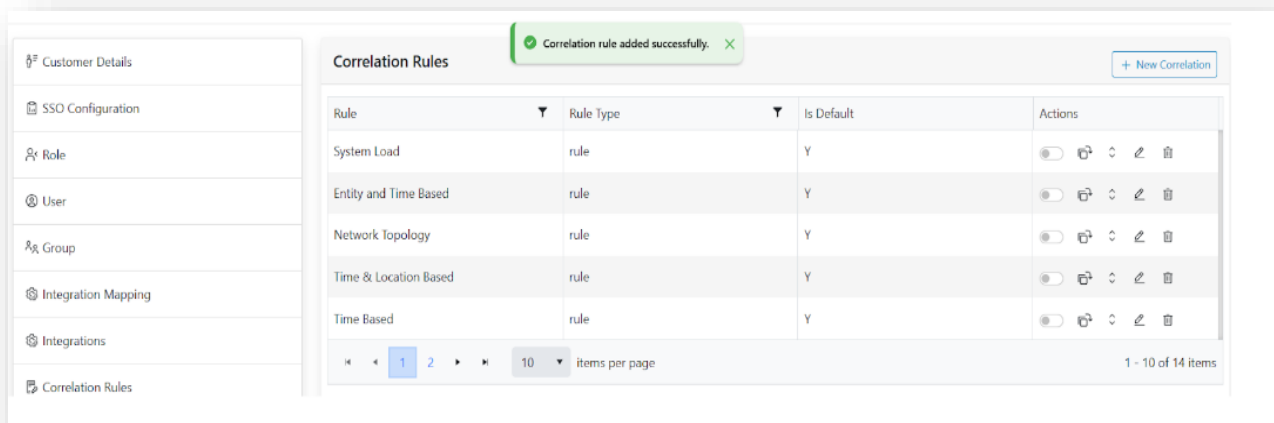 Correlation rule added successfully.
Customer Details
SSO Configuration
Role
User
Group
Integration Mapping
Integrations
Correlation Rules
Correlation Rules
+ New Correlation
Rule Rule Type Is Default Actions
System Load rule Y
Entity and Time Based rule Y
Network Topology rule Y
Time & Location Based rule Y
Time Based rule Y
1 2 10 items per page 1 - 10 of 14 items